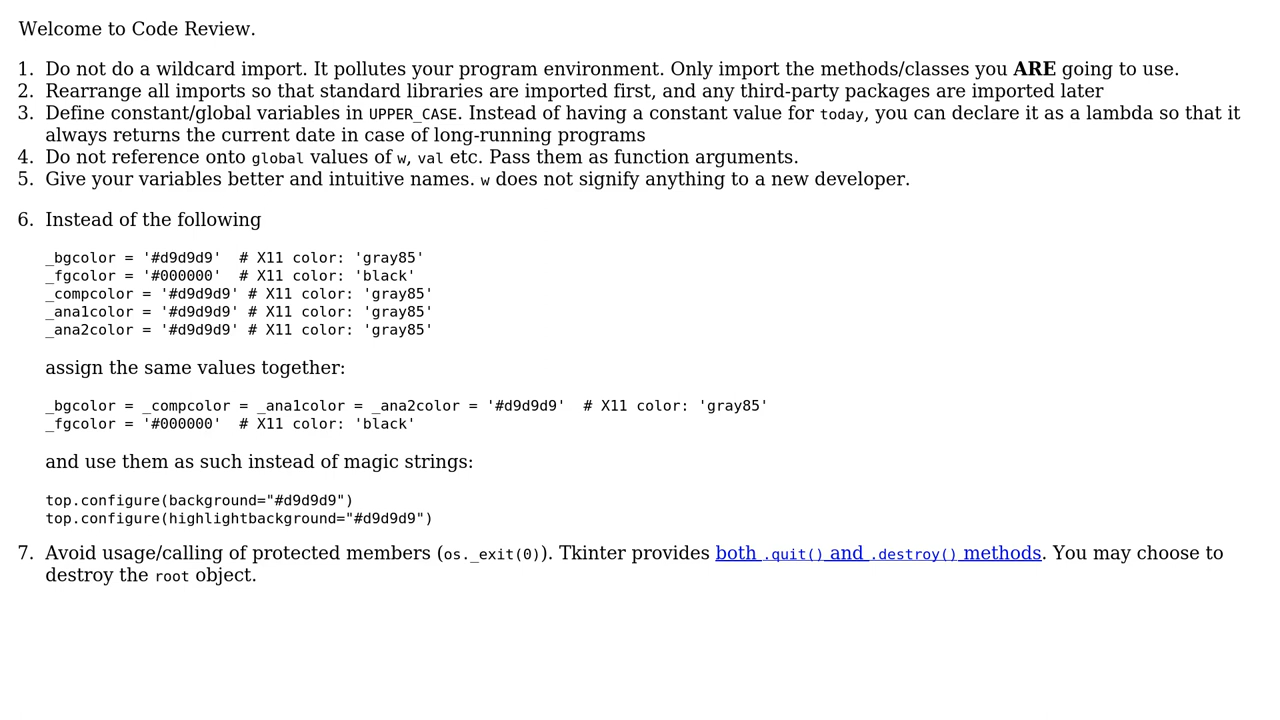 Welcome to Code Review.
1. Do not do a wildcard import. It pollutes your program environment. Only import the methods/classes you ARE going to use.
2. Rearrange all imports so that standard libraries are imported first, and any third-party packages are imported later
3. Define constant/global variables in UPPER_CASE. Instead of having a constant value for today, you can declare it as a lambda so that it
always returns the current date in case of long-running programs
4. Do not reference onto global values of w, val etc. Pass them as function arguments.
5. Give your variables better and intuitive names. w does not signify anything to a new developer.
6. Instead of the following
_bgcolor = '#d9d9d9'  # X11 color: 'gray85'
_fgcolor = '#000000'  # X11 color: 'black'
_compcolor = '#d9d9d9' # X11 color: 'gray85'
_ana1color = '#d9d9d9' # X11 color: 'gray85'
_ana2color = '#d9d9d9' # X11 color: 'gray85'
assign the same values together:
_bgcolor = _compcolor = _ana1color = _ana2color = '#d9d9d9'  # X11 color: 'gray85'
_fgcolor = '#000000'  # X11 color: 'black'
and use them as such instead of magic strings:
top.configure(background="#d9d9d9")
top.configure(highlightbackground="#d9d9d9")
7. Avoid usage/calling of protected members (os._exit(0)). Tkinter provides both .quit() and .destroy() methods. You may choose to
destroy the root object.